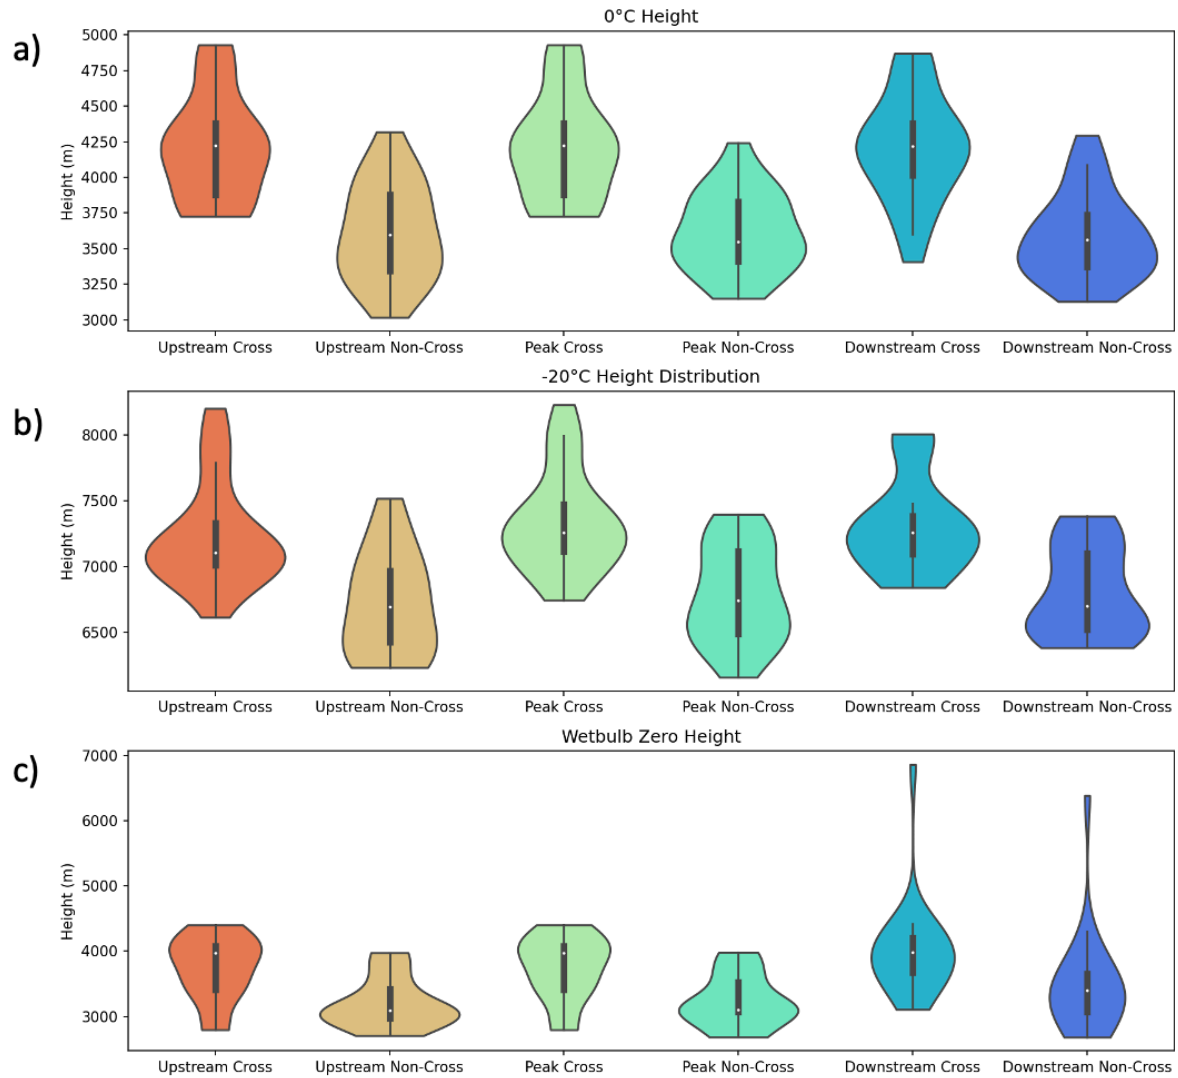 a)
0°C Height
Height (m)
5000
4750
4500
4250
4000
3750
3500
3250
3000
Upstream Cross Upstream Non-Cross Peak Cross Peak Non-Cross Downstream Cross Downstream Non-Cross
b)
-20°C Height Distribution
Height (m)
8000
7500
7000
6500
Upstream Cross Upstream Non-Cross Peak Cross Peak Non-Cross Downstream Cross Downstream Non-Cross
c)
Wetbulb Zero Height
Height (m)
7000
6000
5000
4000
3000
Upstream Cross Upstream Non-Cross Peak Cross Peak Non-Cross Downstream Cross Downstream Non-Cross